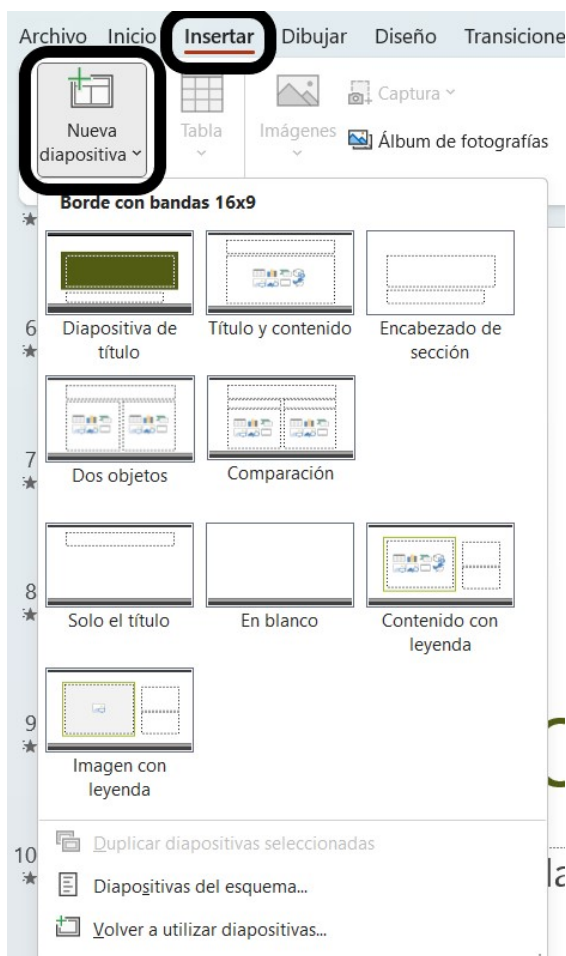 Archivo Inicio Insertar Dibujar Diseño Transicione
Nueva diapositiva
Tabla
Imágenes
Captura
Álbum de fotografías
Borde con bandas 16x9
6
Diapositiva de título
Título y contenido
Encabezado de sección
7
Dos objetos
Comparación
8
Solo el título
En blanco
Contenido con leyenda
9
Imagen con leyenda
10
Duplicar diapositivas seleccionadas
Diapositivas del esquema...
Volver a utilizar diapositivas...